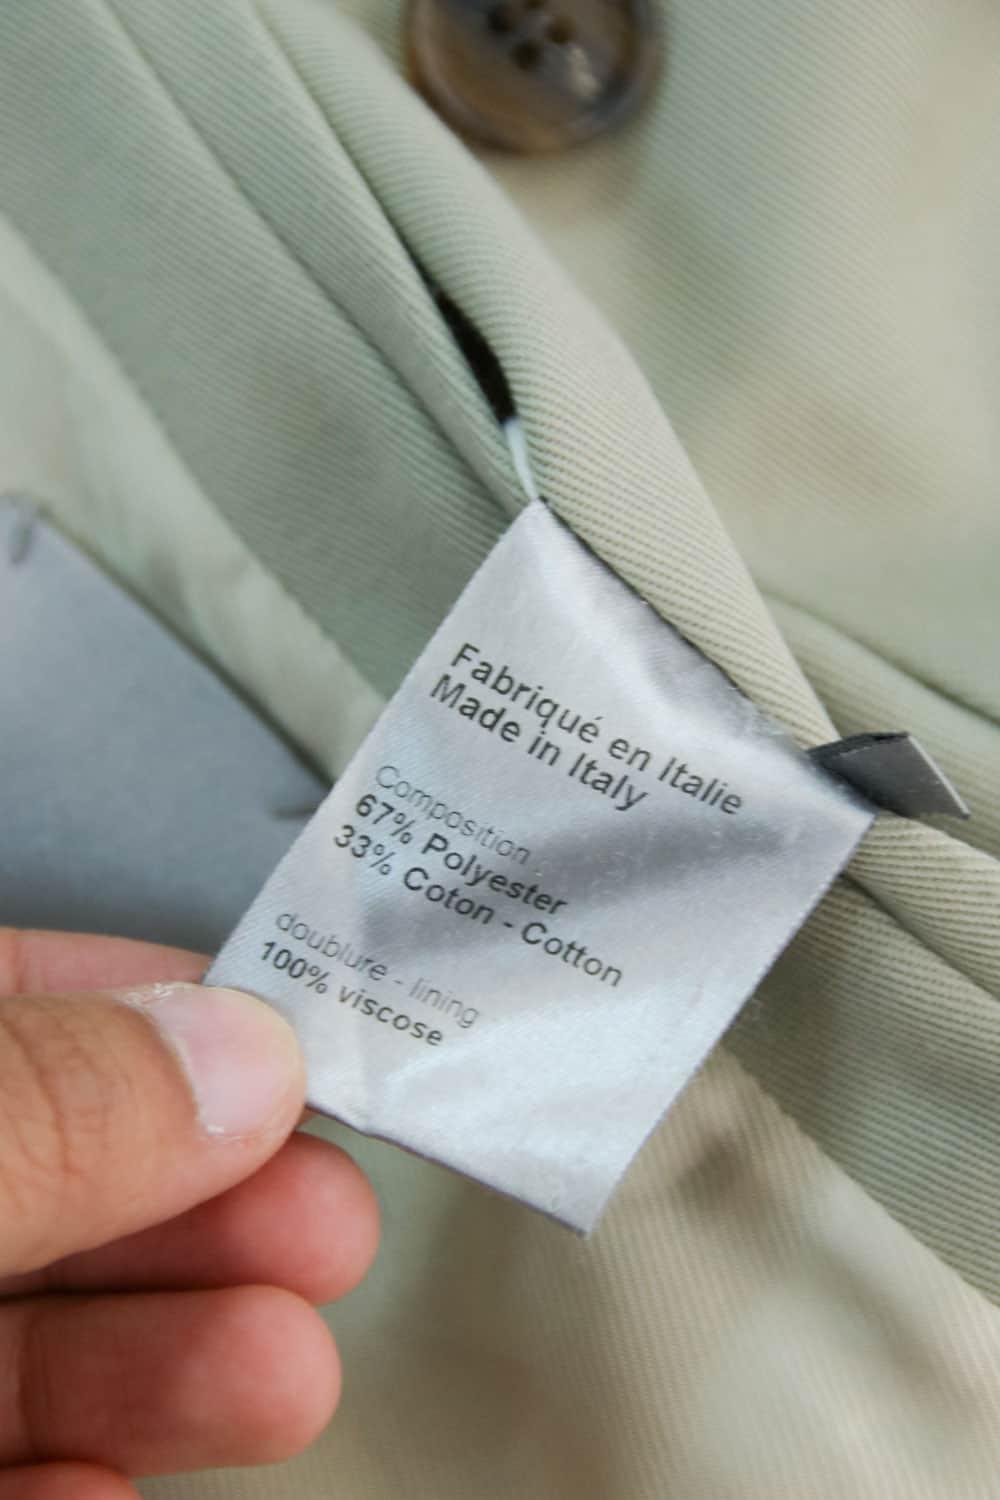 Fabriqué en Italie
Made in Italy
Composition
67% Polyester
33% Coton - Cotton
doublure - lining
100% viscose